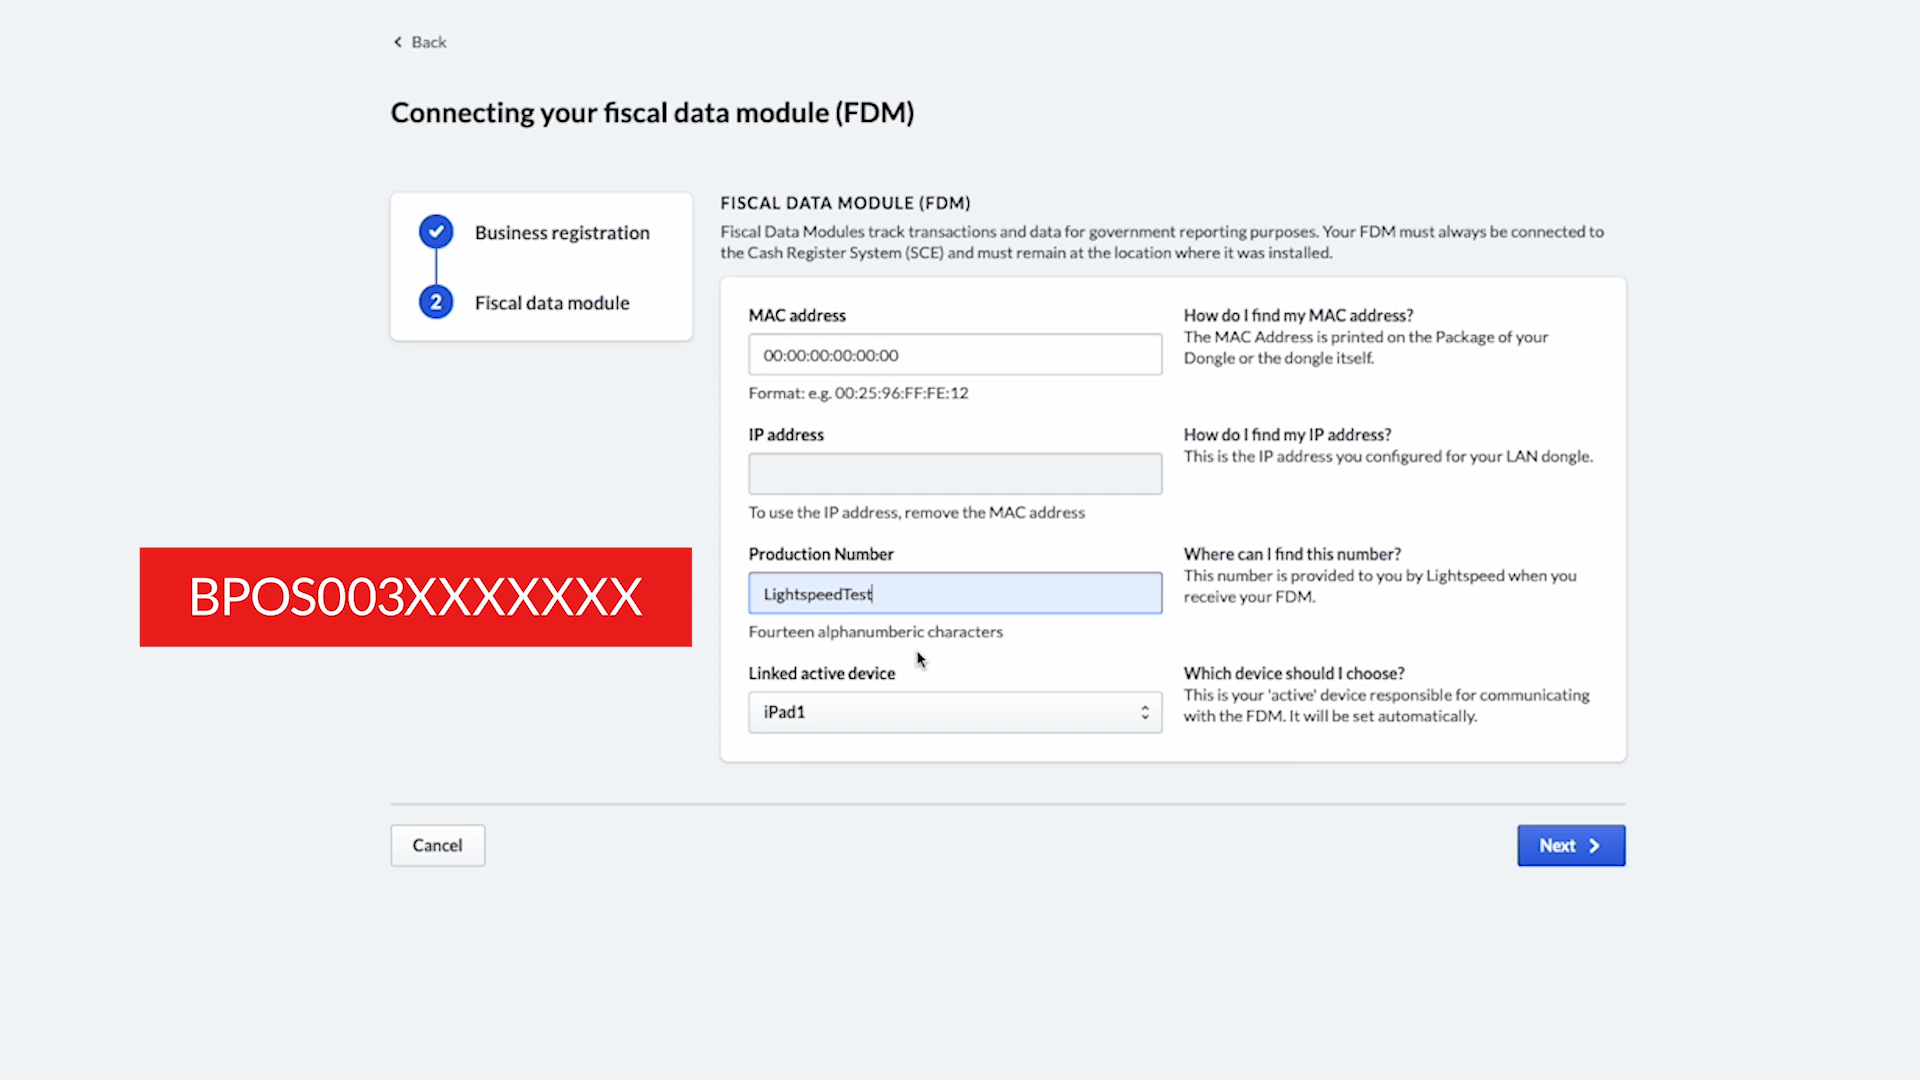 Back
Connecting your fiscal data module (FDM)
Business registration
2
Fiscal data module
FISCAL DATA MODULE (FDM)
Fiscal Data Modules track transactions and data for government reporting purposes. Your FDM must always be connected to
the Cash Register System (SCE) and must remain at the location where it was installed.
MAC address
00:00:00:00:00:00
Format: e.g. 00:25:96:FF:FE:12
How do I find my MAC address?
The MAC Address is printed on the Package of your
Dongle or the dongle itself.
IP address
To use the IP address, remove the MAC address
How do I find my IP address?
This is the IP address you configured for your LAN dongle.
BPOS003XXXXXXX
Production Number
LightspeedTest
Fourteen alphanumberic characters
Where can I find this number?
This number is provided to you by Lightspeed when you
receive your FDM.
Linked active device
iPad1
Which device should I choose?
This is your 'active' device responsible for communicating
with the FDM. It will be set automatically.
Cancel
Next